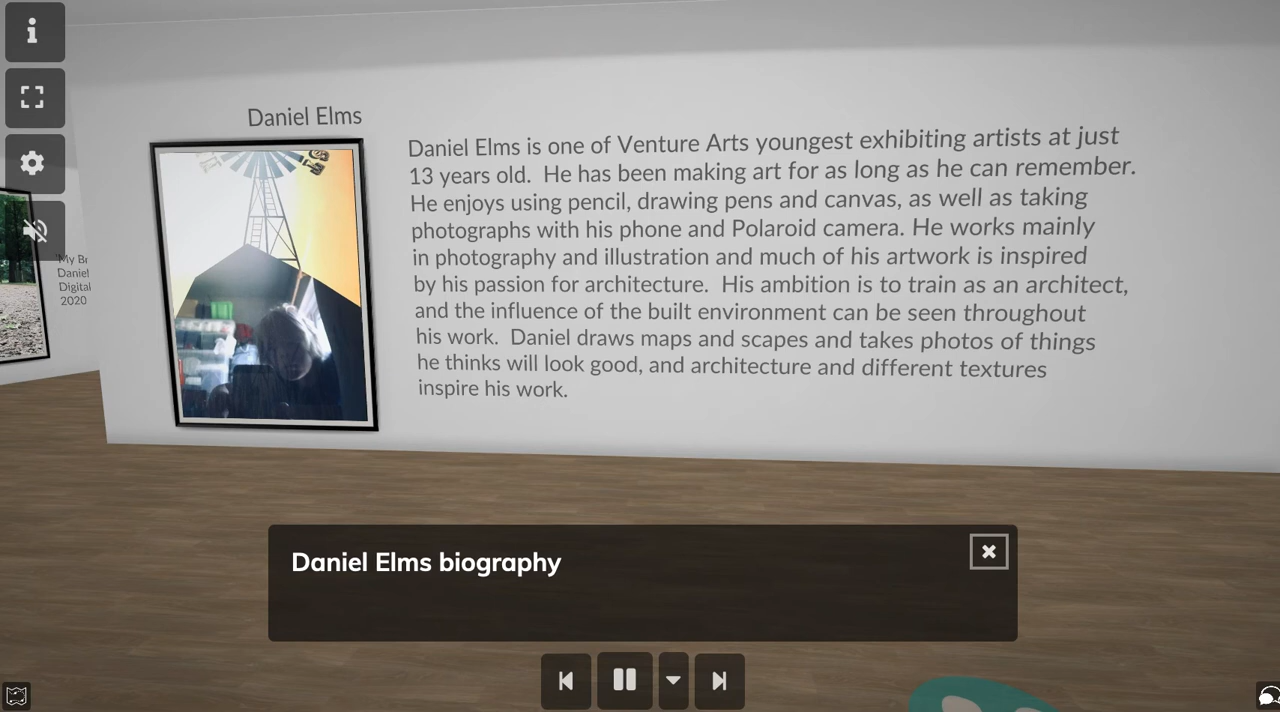 Daniel Elms
Daniel Elms is one of Venture Arts youngest exhibiting artists at just
13 years old.  He has been making art for as long as he can remember.
He enjoys using pencil, drawing pens and canvas, as well as taking
photographs with his phone and Polaroid camera. He works mainly
in photography and illustration and much of his artwork is inspired
by his passion for architecture.  His ambition is to train as an architect,
and the influence of the built environment can be seen throughout
his work.  Daniel draws maps and scapes and takes photos of things
he thinks will look good, and architecture and different textures
inspire his work.
'My Br
Daniel
Digital
2020
Daniel Elms biography